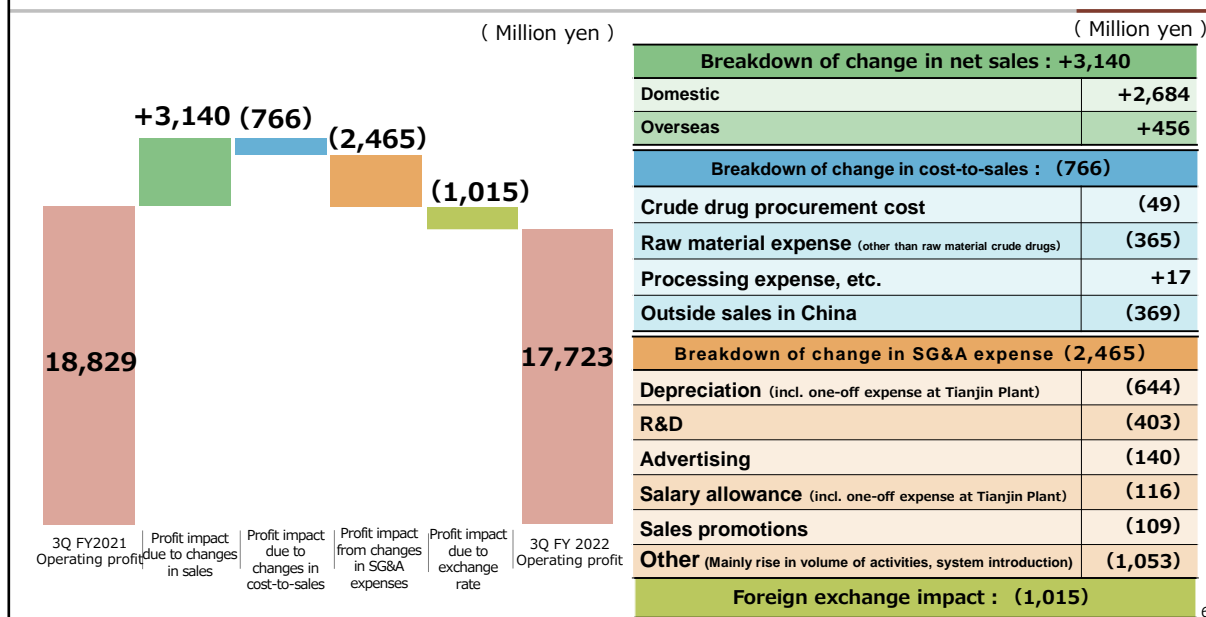 ( Million yen )
+3,140
(766)
(2,465)
(1,015)
18,829
17,723
3Q FY2021
Operating profit
Profit impact
due to changes
in sales
Profit impact
due to
changes in
cost-to-sales
Profit impact
from changes
in SG&A
expenses
Profit impact
due to
exchange
rate
3Q FY 2022
Operating profit
( Million yen )
Breakdown of change in net sales : +3,140
Domestic +2,684
Overseas +456
Breakdown of change in cost-to-sales : (766)
Crude drug procurement cost (49)
Raw material expense (other than raw material crude drugs) (365)
Processing expense, etc. +17
Outside sales in China (369)
Breakdown of change in SG&A expense (2,465)
Depreciation (incl. one-off expense at Tianjin Plant) (644)
R&D (403)
Advertising (140)
Salary allowance (incl. one-off expense at Tianjin Plant) (116)
Sales promotions (109)
Other (Mainly rise in volume of activities, system introduction) (1,053)
Foreign exchange impact : (1,015)